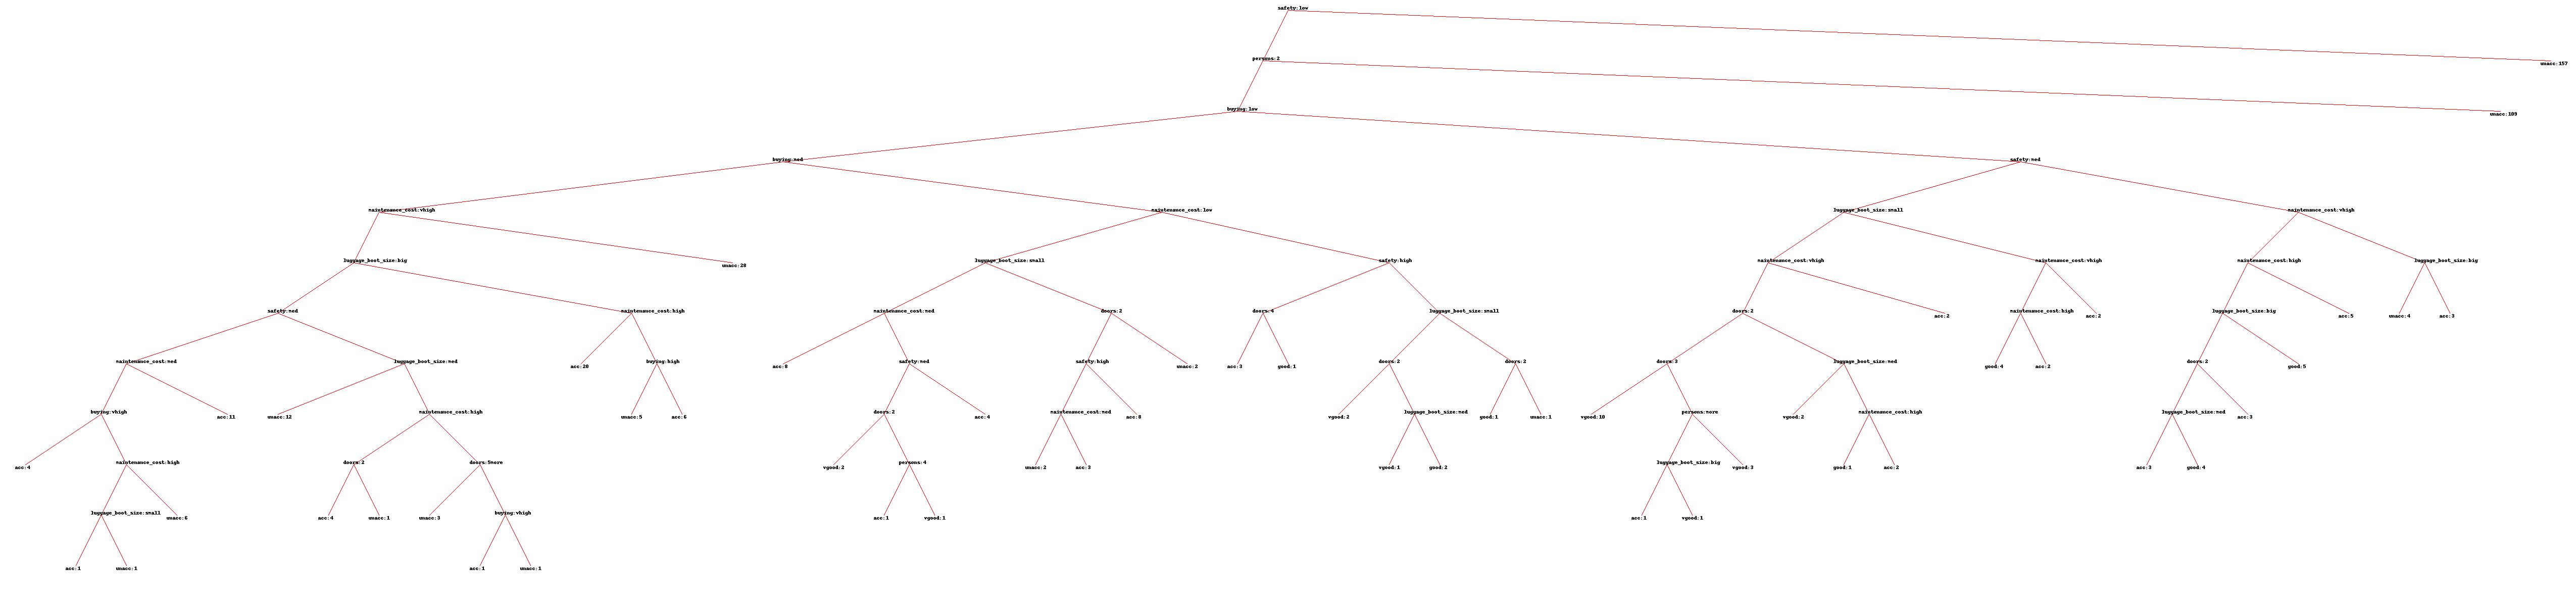 safety:low
persons:2
unacc:157
buying:low
unacc:109
buying:med
safety:med
maintenance_cost:vhigh
maintenance_cost:low
luggage_boot_size:small
maintenance_cost:vhigh
luggage_boot_size:big
unacc:28
luggage_boot_size:small
safety:high
maintenance_cost:vhigh
maintenance_cost:vhigh
maintenance_cost:high
luggage_boot_size:big
safety:med
maintenance_cost:high
maintenance_cost:med
doors:2
doors:4
luggage_boot_size:small
doors:2
acc:2
maintenance_cost:high
acc:2
luggage_boot_size:big
acc:5
unacc:4
acc:3
maintenance_cost:med
luggage_boot_size:med
acc:28
buying:high
acc:8
safety:med
safety:high
unacc:2
acc:3
good:1
doors:2
doors:2
doors:3
luggage_boot_size:med
good:4
acc:2
doors:2
good:5
buying:vhigh
acc:11
unacc:12
maintenance_cost:high
unacc:5
acc:6
doors:2
acc:4
maintenance_cost:med
acc:8
vgood:2
luggage_boot_size:med
good:1
unacc:1
vgood:10
persons:more
vgood:2
maintenance_cost:high
luggage_boot_size:med
acc:3
acc:4
maintenance_cost:high
doors:2
doors:5more
vgood:2
persons:4
unacc:2
acc:3
vgood:1
good:2
luggage_boot_size:big
vgood:3
good:1
acc:2
acc:3
good:4
luggage_boot_size:small
unacc:6
acc:4
unacc:1
unacc:3
buying:vhigh
acc:1
vgood:1
acc:1
vgood:1
acc:1
unacc:1
acc:1
unacc:1